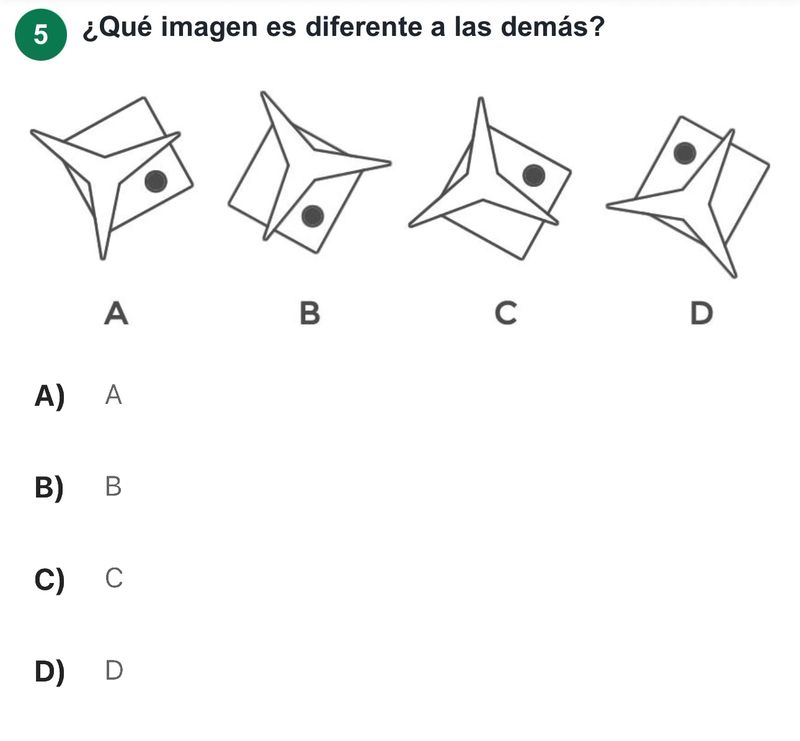 5 ¿Qué imagen es diferente a las demás?
A B C D
A) A
B) B
C) C
D) D